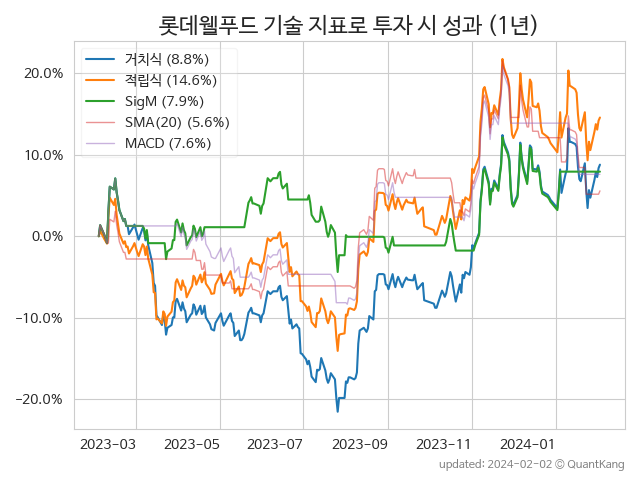 롯데웰푸드 기술 지표로 투자 시 성과 (1년)
거치식 (8.8%)
적립식 (14.6%)
SigM (7.9%)
SMA(20) (5.6%)
MACD (7.6%)
20.0%
10.0%
0.0%
−10.0%
−20.0%
2023-03 2023-05 2023-07 2023-09 2023-11 2024-01
updated: 2024-02-02 © QuantKang